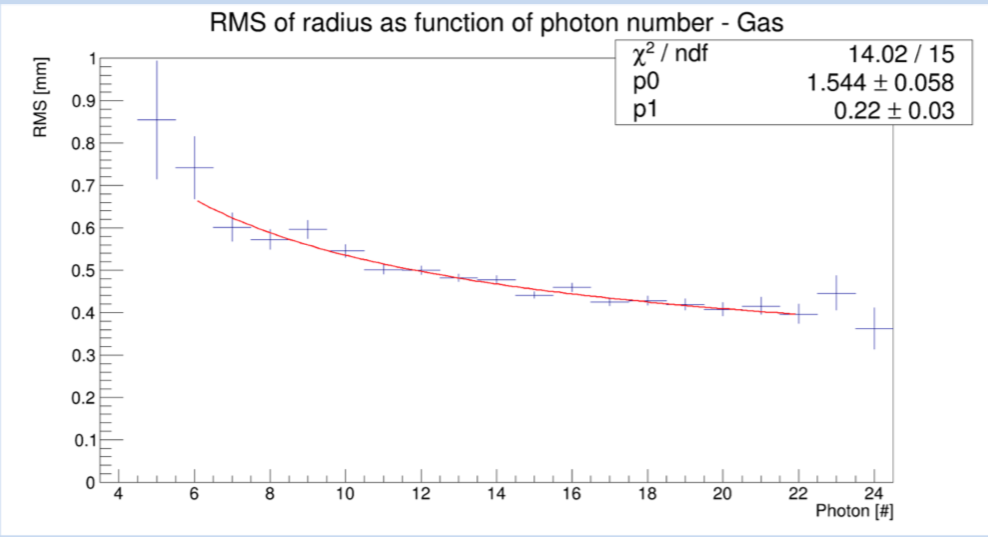 RMS of radius as function of photon number - Gas
χ² / ndf 14.02 / 15
p0 1.544 ± 0.058
p1 0.22 ± 0.03
RMS [mm]
1
0.9
0.8
0.7
0.6
0.5
0.4
0.3
0.2
0.1
0
4 6 8 10 12 14 16 18 20 22 24
Photon [#]